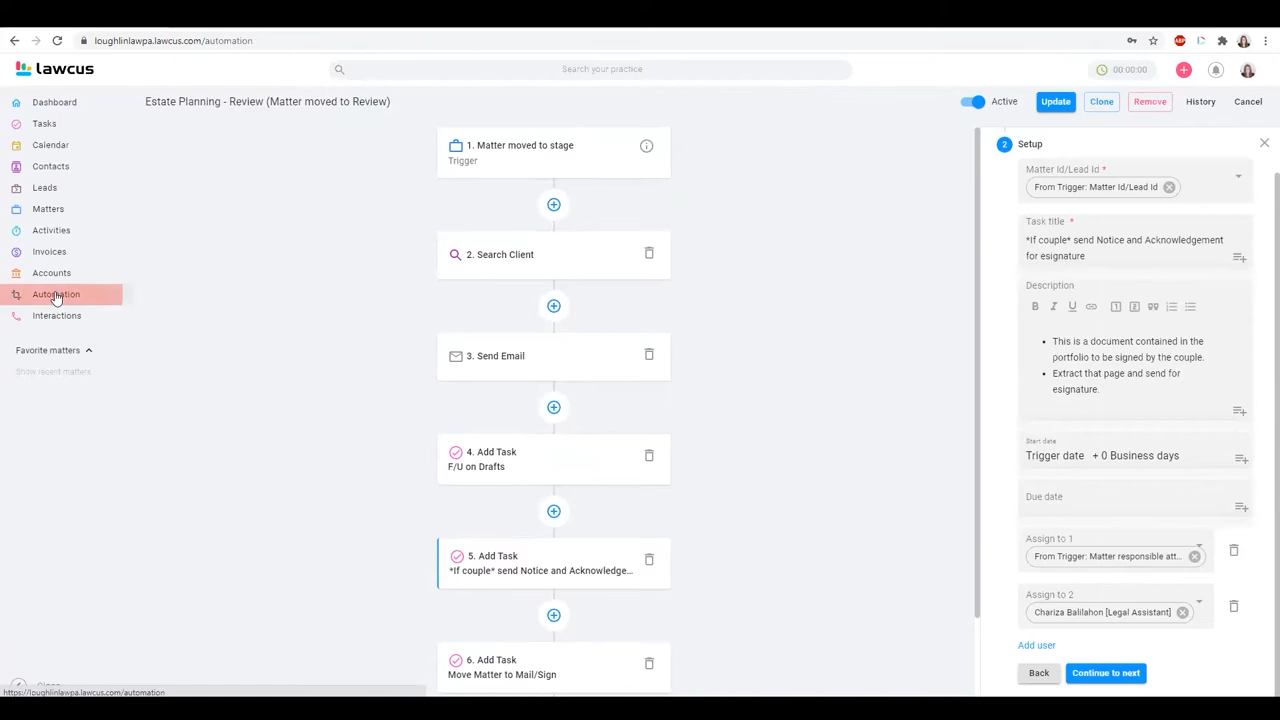 loughlinlawpa.lawcus.com/automation
ABP
lawcus
Search your practice
00:00:00
Dashboard
Tasks
Calendar
Contacts
Leads
Matters
Activities
Invoices
Accounts
Automation
Interactions
Favorite matters
Show recent matters
Estate Planning - Review (Matter moved to Review)
Active
Update
Clone
Remove
History
Cancel
1. Matter moved to stage
Trigger
2. Search Client
3. Send Email
4. Add Task
F/U on Drafts
5. Add Task
*If couple* send Notice and Acknowledge...
6. Add Task
Move Matter to Mail/Sign
2
Setup
Matter Id/Lead Id *
From Trigger: Matter Id/Lead Id
Task title *
*If couple* send Notice and Acknowledgement
for esignature
Description
B I U
1 2
This is a document contained in the
portfolio to be signed by the couple.
Extract that page and send for
esignature.
Start date
Trigger date + 0 Business days
Due date
Assign to 1
From Trigger: Matter responsible att...
Assign to 2
Chariza Balilahon [Legal Assistant]
Add user
Back
Continue to next
https://loughlinlawpa.lawcus.com/automation